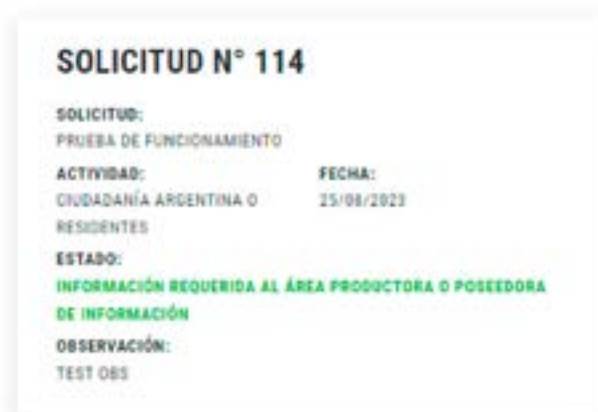 SOLICITUD N° 114
SOLICITUD:
PRUEBA DE FUNCIONAMIENTO
ACTIVIDAD:
CIUDADANÍA ARGENTINA O
RESIDENTES
FECHA:
25/08/2023
ESTADO:
INFORMACIÓN REQUERIDA AL ÁREA PRODUCTORA O POSEEDORA
DE INFORMACIÓN
OBSERVACIÓN:
TEST OBS